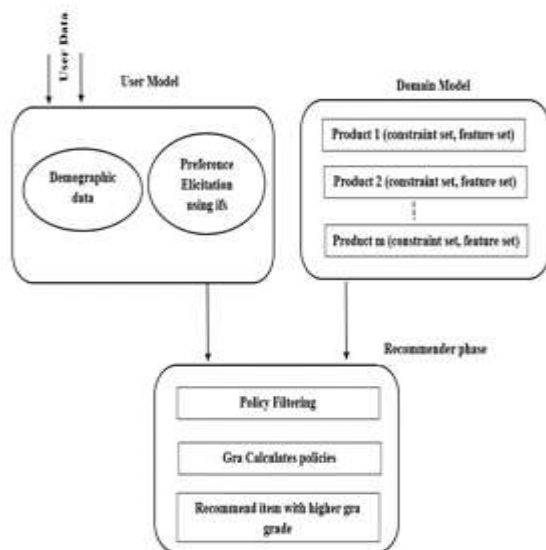 User Data
User Model
Domain Model
Demographic
data
Preference
Elicitation
using ifs
Product 1 (constraint set, feature set)
Product 2 (constraint set, feature set)
Product m (constraint set, feature set)
Recommender phase
Policy Filtering
Gra Calculates policies
Recommend item with higher gra
grade